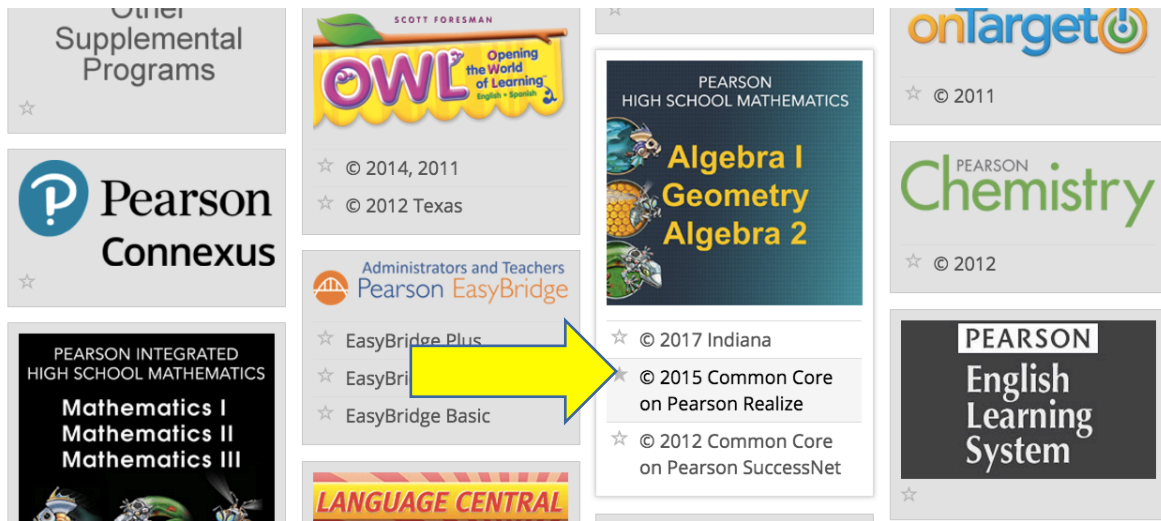 Other
Supplemental
Programs
Pearson
Connexus
PEARSON INTEGRATED
HIGH SCHOOL MATHEMATICS
Mathematics I
Mathematics II
Mathematics III
SCOTT FORESMAN
OWL
Opening
the World
of Learning™
English • Spanish
© 2014, 2011
© 2012 Texas
Administrators and Teachers
Pearson EasyBridge
EasyBridge Plus
EasyBri
EasyBridge Basic
LANGUAGE CENTRAL
PEARSON
HIGH SCHOOL MATHEMATICS
Algebra I
Geometry
Algebra 2
© 2017 Indiana
© 2015 Common Core
on Pearson Realize
© 2012 Common Core
on Pearson SuccessNet
onTarget
© 2011
PEARSON
Chemistry
© 2012
PEARSON
English
Learning
System